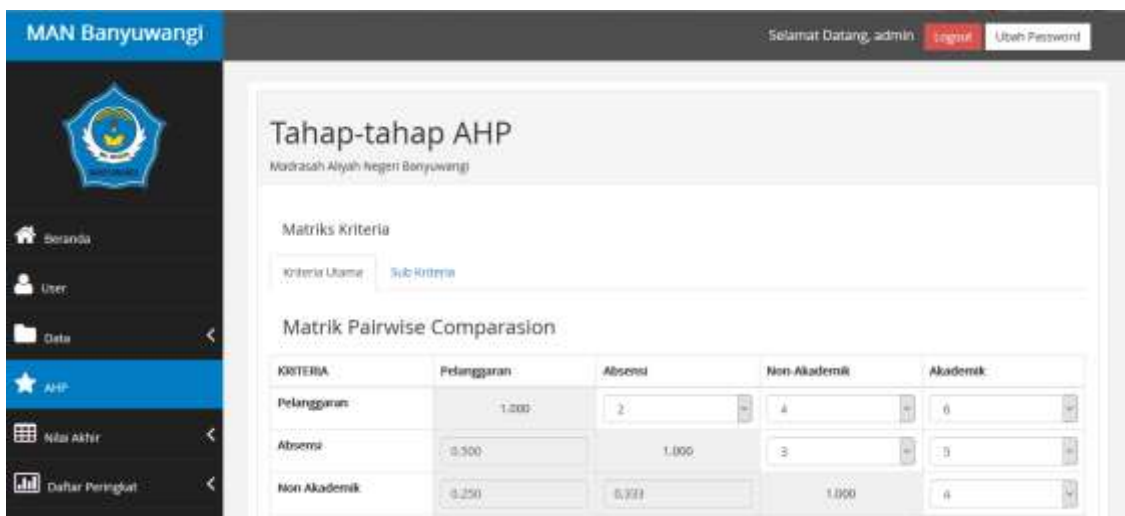 MAN Banyuwangi
Selamat Datang, admin Logout Ubah Password
Tahap-tahap AHP
Madrasah Aliyah Negeri Banyuwangi
Beranda
User
Data
AHP
Nilai Akhir
Daftar Peringkat
Matriks Kriteria
Kriteria Utama Sub Kriteria
Matrik Pairwise Comparasion
KRITERIA Pelanggaran Absensi Non-Akademik Akademik
Pelanggaran 1.000 2 4 6
Absensi 0.500 1.000 3 5
Non Akademik 0.250 0.333 1.000 4